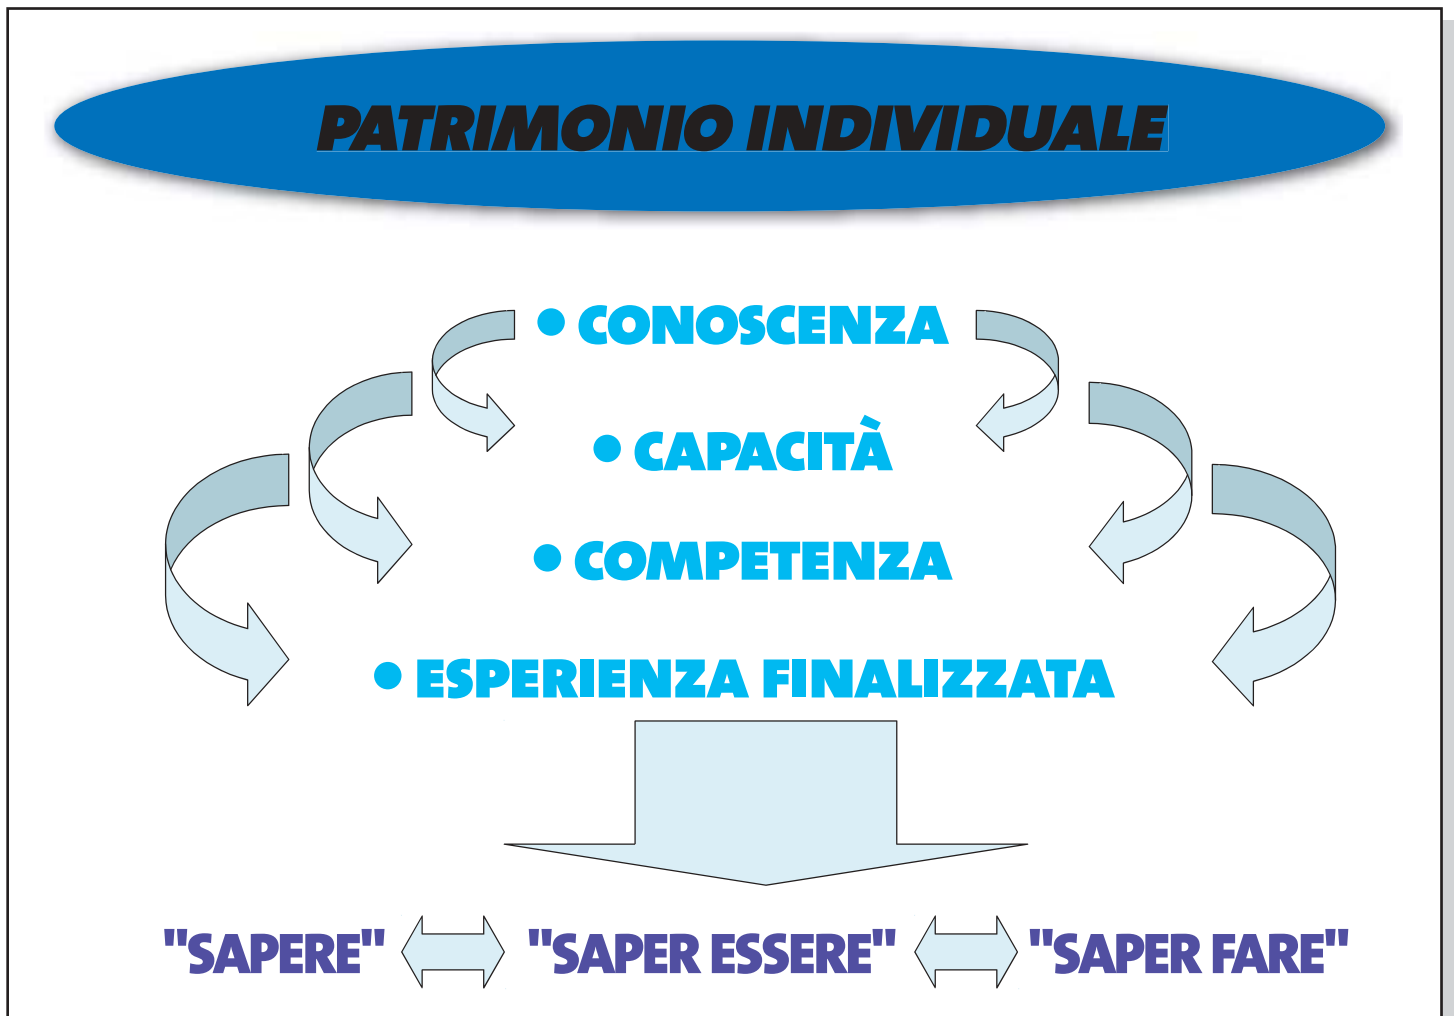 PATRIMONIO INDIVIDUALE
• CONOSCENZA
• CAPACITÀ
• COMPETENZA
• ESPERIENZA FINALIZZATA
"SAPERE" "SAPER ESSERE" "SAPER FARE"